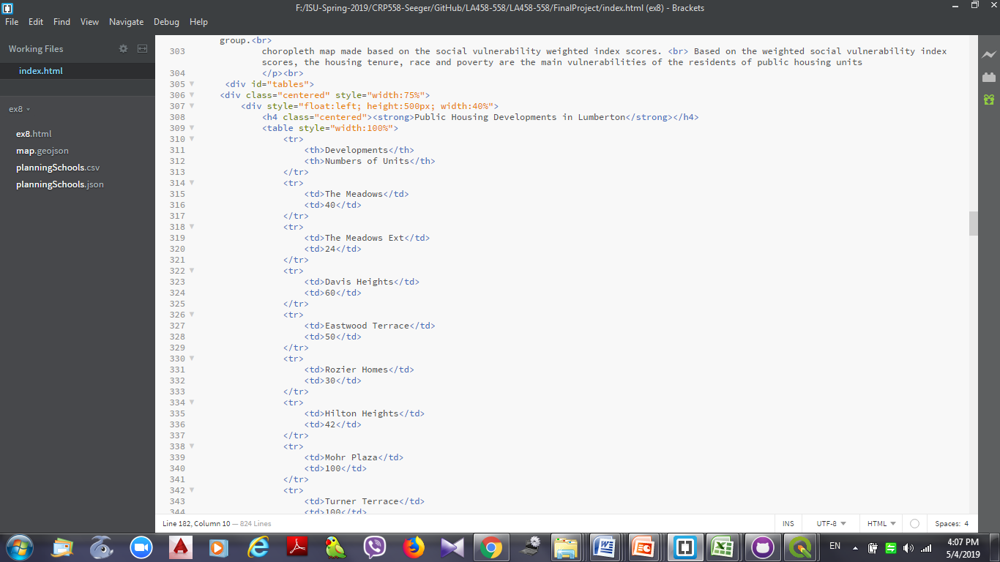 F:/ISU-Spring-2019/CRP558-Seeger/GitHub/LA458-558/LA458-558/FinalProject/index.html (ex8) - Brackets
File Edit Find View Navigate Debug Help
Working Files
index.html
ex8
ex8.html
map.geojson
planningSchools.csv
planningSchools.json
group.<br>
303 choropleth map made based on the social vulnerability weighted index scores. <br> Based on the weighted social vulnerability index
scores, the housing tenure, race and poverty are the main vulnerabilities of the residents of public housing units
304 </p><br>
305 <div id="tables">
306 <div class="centered" style="width:75%">
307 <div style="float:left; height:500px; width:40%">
308 <h4 class="centered"><strong>Public Housing Developments in Lumberton</strong></h4>
309 <table style="width:100%">
310 <tr>
311 <th>Developments</th>
312 <th>Numbers of Units</th>
313 </tr>
314 <tr>
315 <td>The Meadows</td>
316 <td>40</td>
317 </tr>
318 <tr>
319 <td>The Meadows Ext</td>
320 <td>24</td>
321 </tr>
322 <tr>
323 <td>Davis Heights</td>
324 <td>60</td>
325 </tr>
326 <tr>
327 <td>Eastwood Terrace</td>
328 <td>50</td>
329 </tr>
330 <tr>
331 <td>Rozier Homes</td>
332 <td>30</td>
333 </tr>
334 <tr>
335 <td>Hilton Heights</td>
336 <td>42</td>
337 </tr>
338 <tr>
339 <td>Mohr Plaza</td>
340 <td>100</td>
341 </tr>
342 <tr>
343 <td>Turner Terrace</td>
344 <td>100</td>
Line 182, Column 10 — 824 Lines
INS UTF-8 HTML Spaces: 4
EN
4:07 PM
5/4/2019